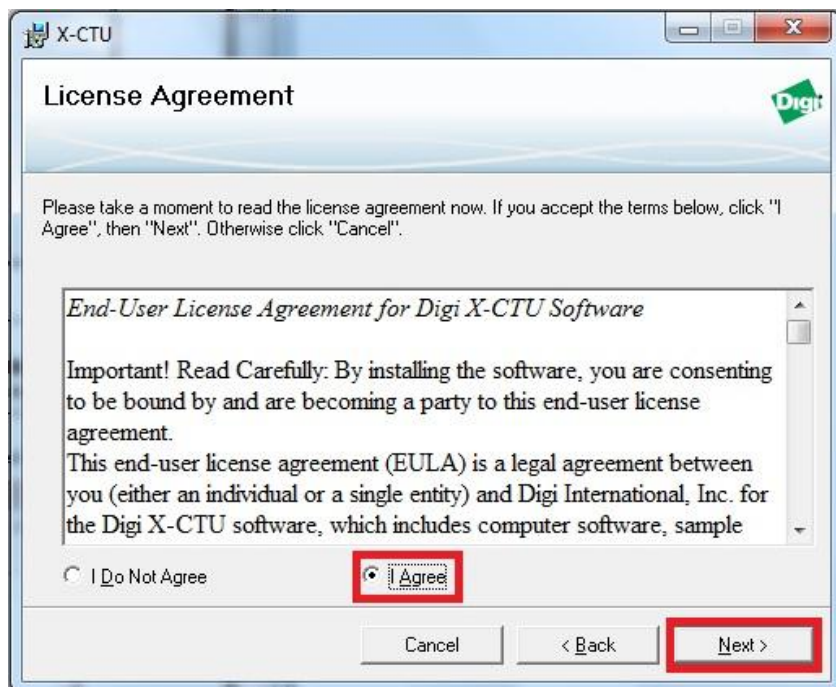 X-CTU
License Agreement
Digi
Please take a moment to read the license agreement now. If you accept the terms below, click "I
Agree", then "Next". Otherwise click "Cancel".
End-User License Agreement for Digi X-CTU Software
Important! Read Carefully: By installing the software, you are consenting
to be bound by and are becoming a party to this end-user license
agreement.
This end-user license agreement (EULA) is a legal agreement between
you (either an individual or a single entity) and Digi International, Inc. for
the Digi X-CTU software, which includes computer software, sample
I Do Not Agree I Agree
Cancel < Back Next >